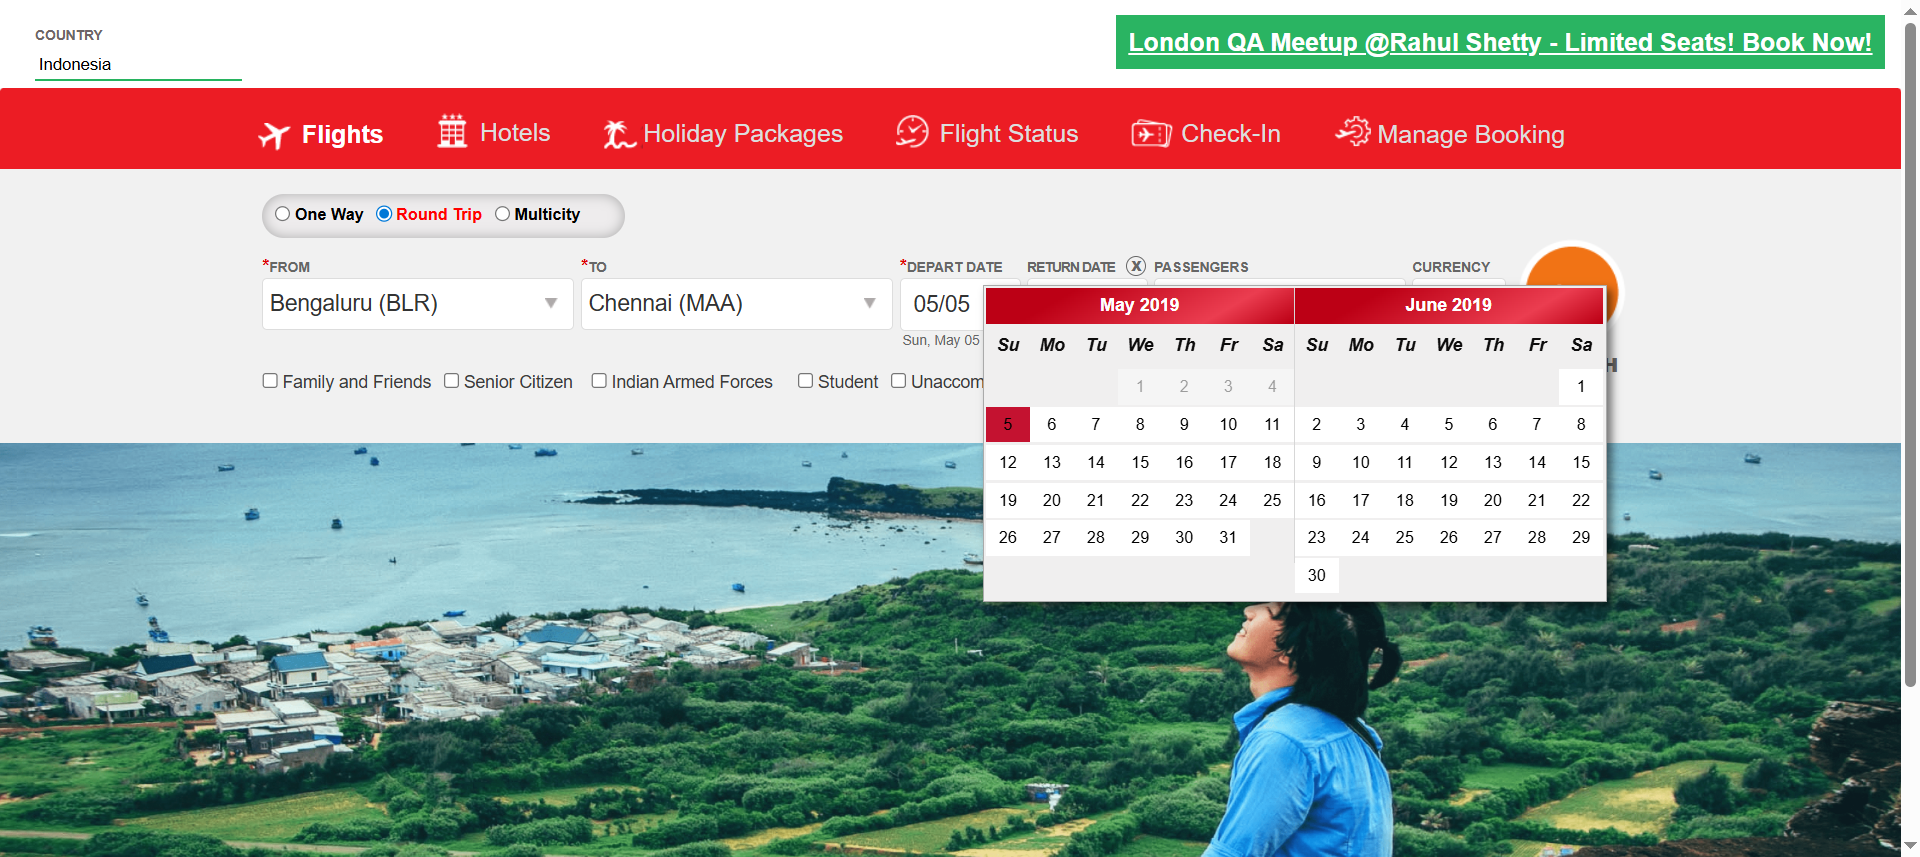 COUNTRY
Indonesia
London QA Meetup @Rahul Shetty - Limited Seats! Book Now!
Flights Hotels Holiday Packages Flight Status Check-In Manage Booking
One Way Round Trip Multicity
*FROM *TO *DEPART DATE RETURN DATE X PASSENGERS CURRENCY
Bengaluru (BLR) Chennai (MAA) 05/05
Sun, May 05
Family and Friends Senior Citizen Indian Armed Forces Student Unaccom
May 2019
Su Mo Tu We Th Fr Sa
1 2 3 4
5 6 7 8 9 10 11
12 13 14 15 16 17 18
19 20 21 22 23 24 25
26 27 28 29 30 31
June 2019
Su Mo Tu We Th Fr Sa
1
2 3 4 5 6 7 8
9 10 11 12 13 14 15
16 17 18 19 20 21 22
23 24 25 26 27 28 29
30
H